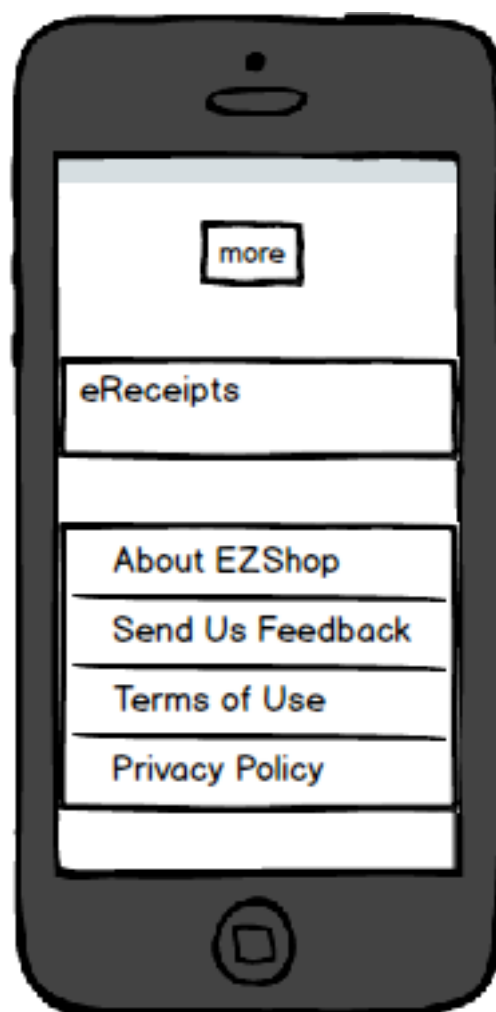 more
eReceipts
About EZShop
Send Us Feedback
Terms of Use
Privacy Policy